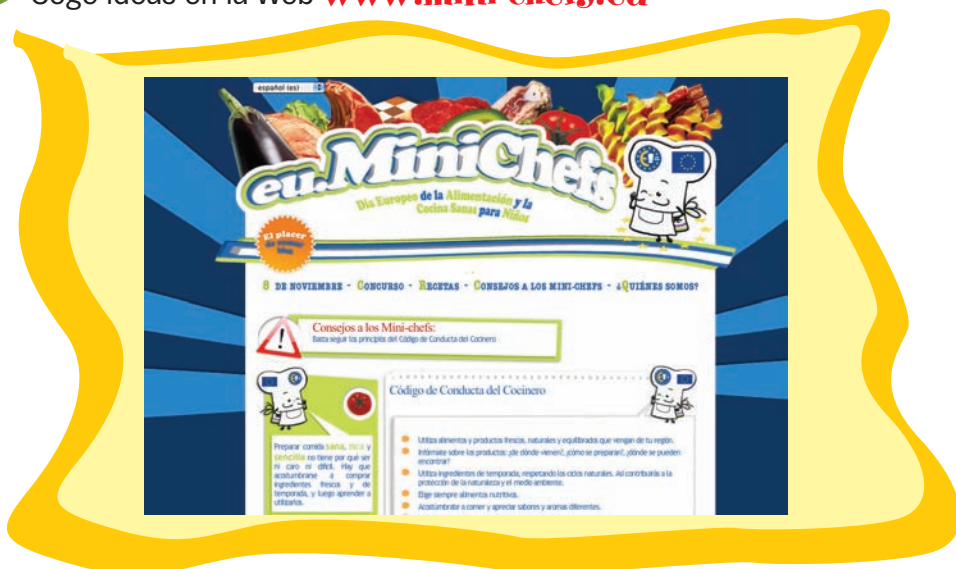 Cojo ideas en la Web www.mini-chefs.eu
español (es)
eu.MiniChefs
Día Europeo de la Alimentación y la
Cocina Sanas para Niños
El placer
8 DE NOVIEMBRE - CONCURSO - RECETAS - CONSEJOS A LOS MINI-CHEFS - ¿QUIÉNES SOMOS?
Consejos a los Mini-chefs:
Basta seguir los principios del Código de Conducta del Cocinero
Código de Conducta del Cocinero
Preparar comida sana, rica y
sencilla no tiene por qué ser
ni caro ni difícil. Hay que
acostumbrarse a comprar
ingredientes frescos y de
temporada, y luego aprender a
utilizarlos.
Utiliza alimentos y productos frescos, naturales y equilibrados que vengan de tu región.
Infórmate sobre los productos: ¿de dónde vienen?, ¿cómo se preparan?, ¿dónde se pueden
encontrar?
Utiliza ingredientes de temporada, respetando los ciclos naturales. Así contribuirás a la
protección de la naturaleza y el medio ambiente.
Elige siempre alimentos nutritivos.
Acostúmbrate a comer y apreciar sabores y aromas diferentes.